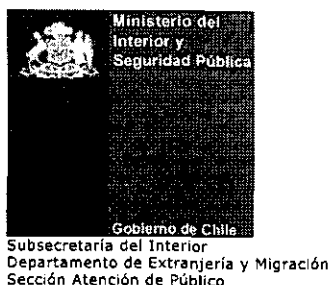 Ministerio del
Interior y
Seguridad Pública
Gobierno de Chile
Subsecretaría del Interior
Departamento de Extranjería y Migración
Sección Atención de Público